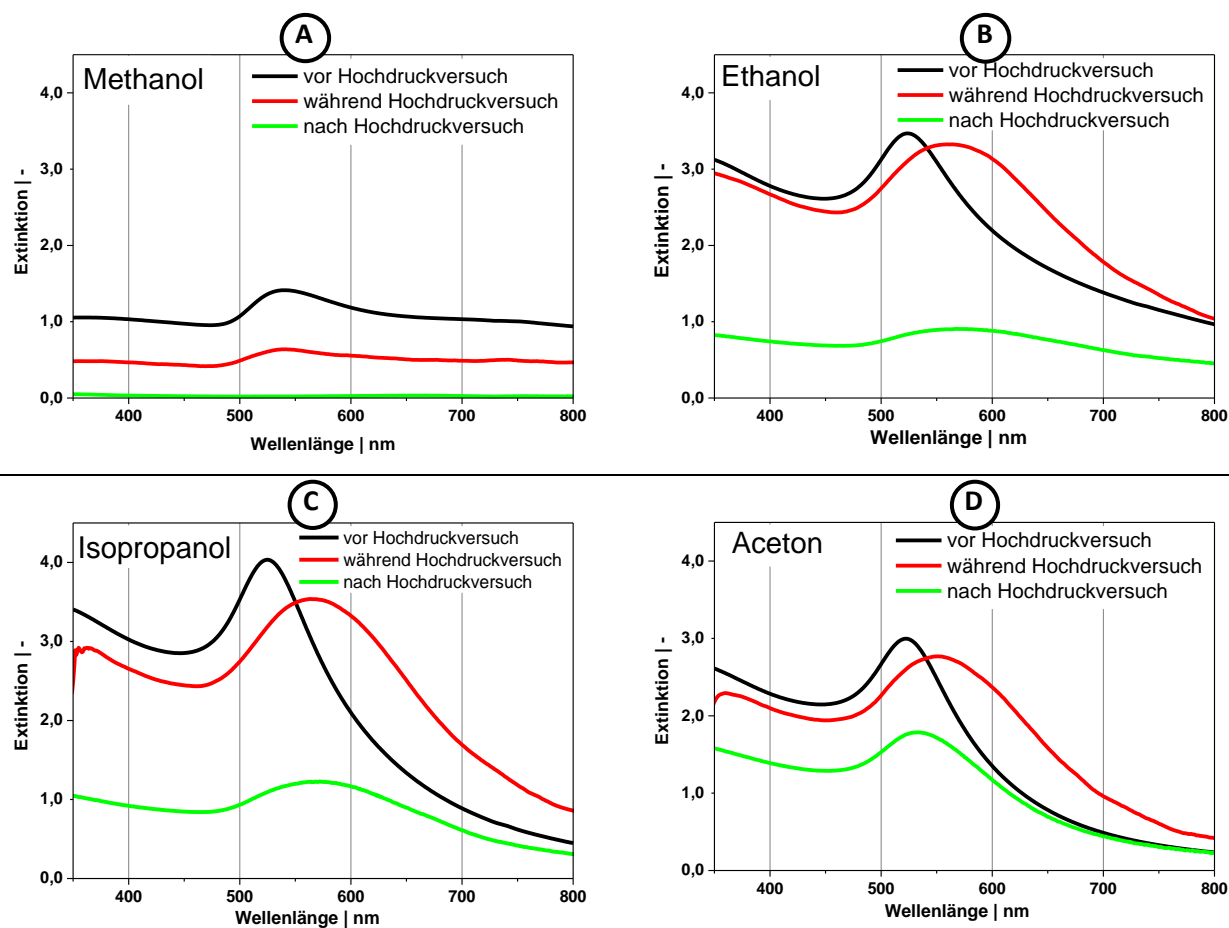 A
Methanol
vor Hochdruckversuch
während Hochdruckversuch
nach Hochdruckversuch
4,0
3,0
2,0
1,0
0,0
Extinktion | -
400 500 600 700 800
Wellenlänge | nm
B
Ethanol
vor Hochdruckversuch
während Hochdruckversuch
nach Hochdruckversuch
4,0
3,0
2,0
1,0
0,0
Extinktion | -
400 500 600 700 800
Wellenlänge | nm
C
Isopropanol
vor Hochdruckversuch
während Hochdruckversuch
nach Hochdruckversuch
4,0
3,0
2,0
1,0
0,0
Extinktion | -
400 500 600 700 800
Wellenlänge | nm
D
Aceton
vor Hochdruckversuch
während Hochdruckversuch
nach Hochdruckversuch
4,0
3,0
2,0
1,0
0,0
Extinktion | -
400 500 600 700 800
Wellenlänge | nm